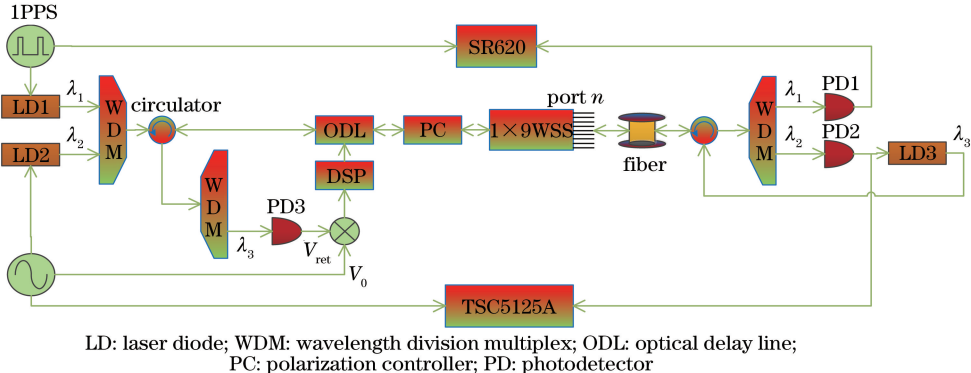 1PPS
SR620
LD1
λ1
LD2
λ2
WDM
circulator
ODL
PC
1×9WSS
port n
fiber
WDM
λ1
PD1
λ2
PD2
LD3
λ3
DSP
WDM
λ3
PD3
Vret
V0
TSC5125A
LD: laser diode; WDM: wavelength division multiplex; ODL: optical delay line;
PC: polarization controller; PD: photodetector